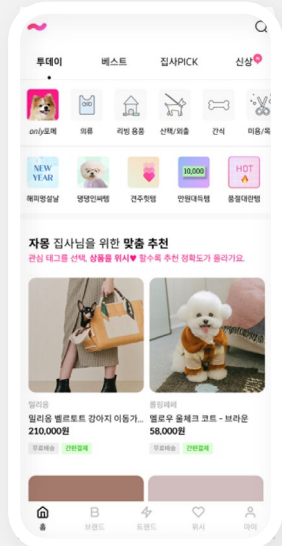 투데이 베스트 집사PICK 신상 N
only포메 의류 리빙 용품 산책/외출 간식 미용/목
NEW YEAR 10,000 HOT
해피멍설날 댕댕인싸템 견주핫템 만원대득템 품절대란템
자몽 집사님을 위한 맞춤 추천
관심 태그를 선택, 상품을 위시♥ 할수록 추천 정확도가 올라가요.
밀리옹
밀리옹 벨르토트 강아지 이동가...
210,000원
무료배송 간편결제
옐로우 울체크 코트 - 브라운
58,000원
무료배송 간편결제
홈 브랜드 트렌드 위시 마이